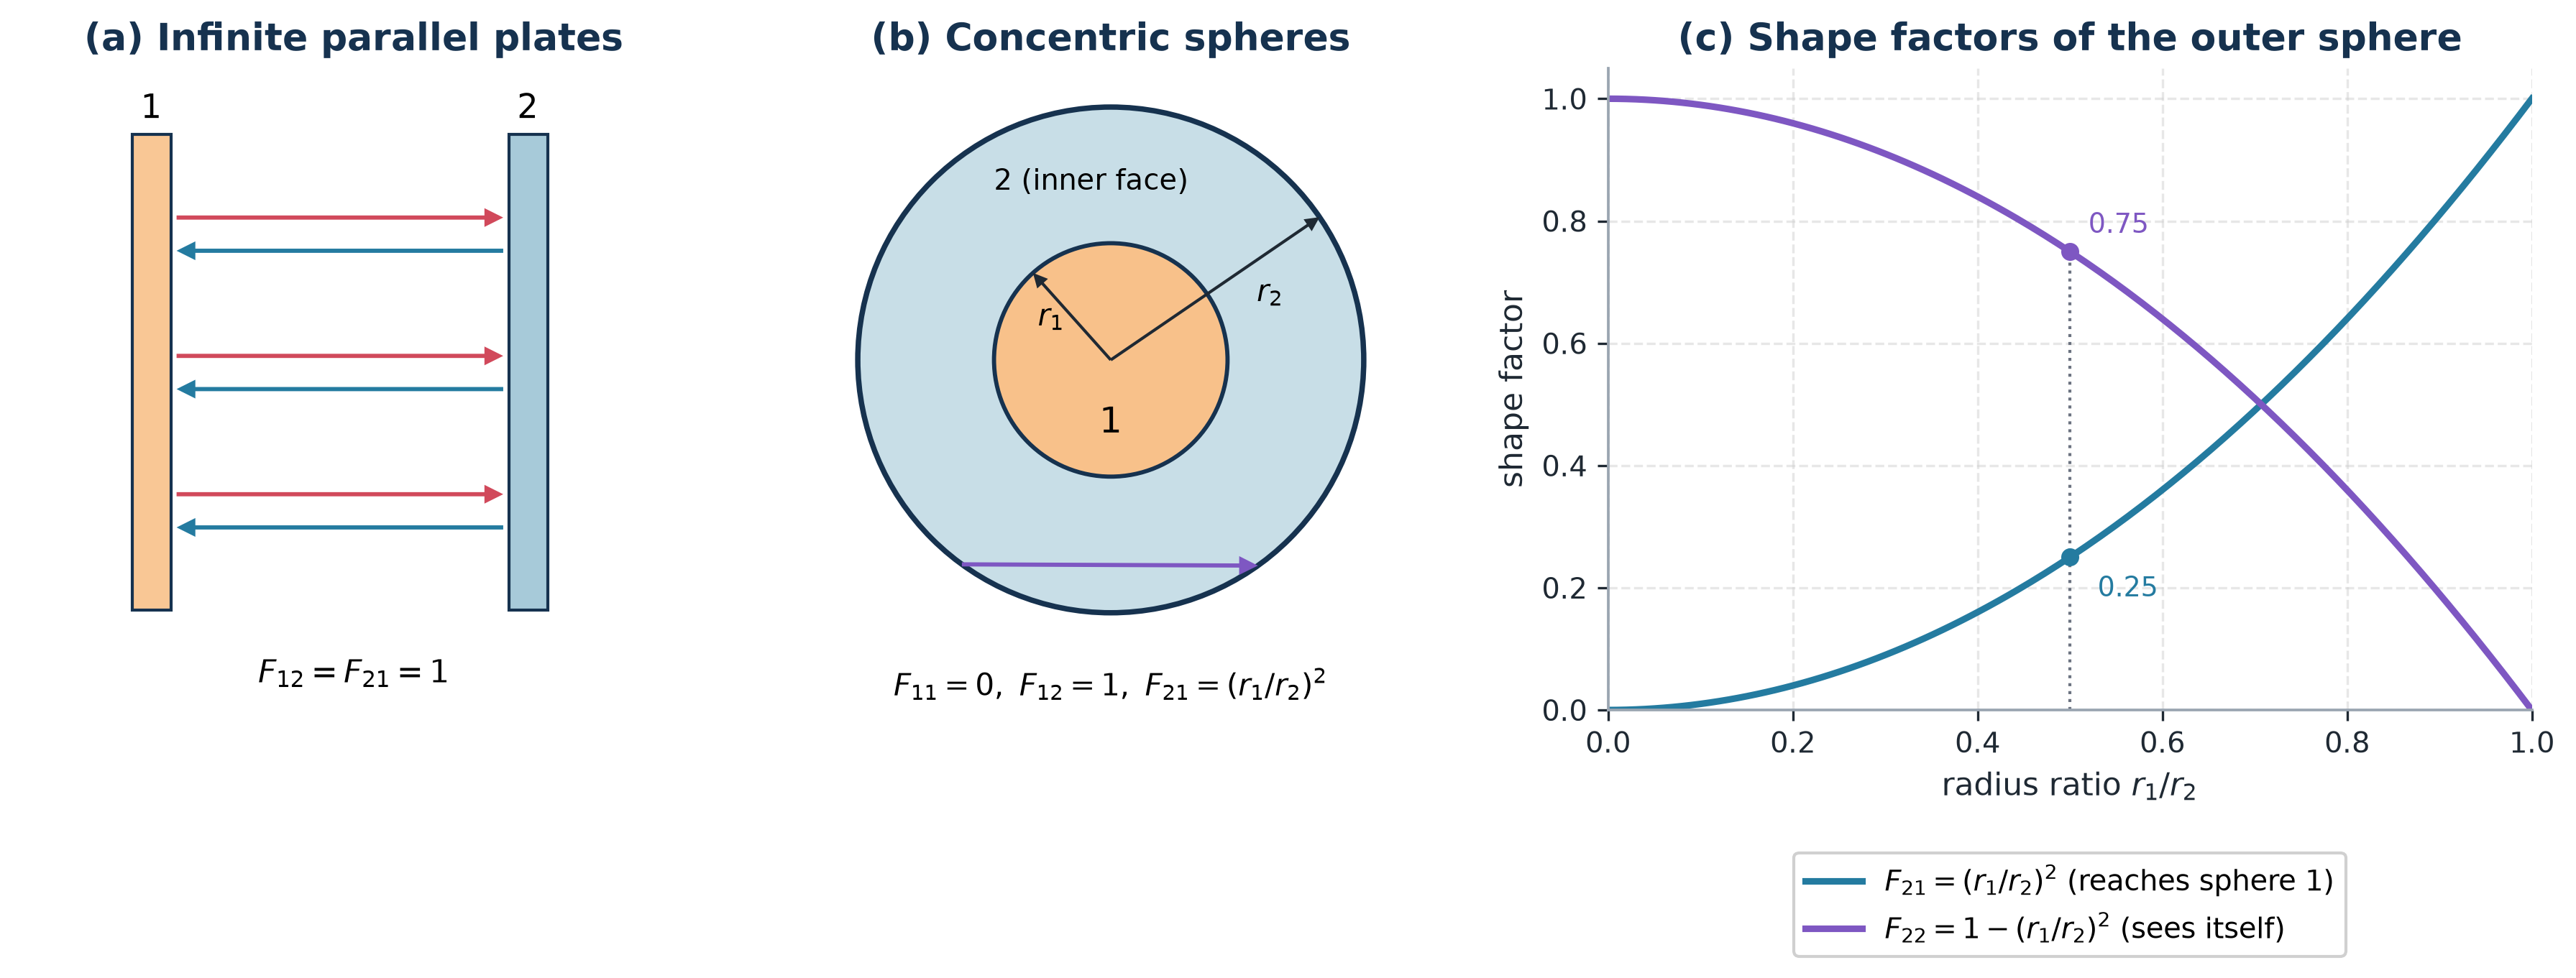 (a) Infinite parallel plates
1
2
F₁₂ = F₂₁ = 1
(b) Concentric spheres
2 (inner face)
r₂
r₁
1
F₁₁ = 0, F₁₂ = 1, F₂₁ = (r₁/r₂)²
(c) Shape factors of the outer sphere
shape factor
1.0
0.8
0.6
0.4
0.2
0.0
0.75
0.25
0.0 0.2 0.4 0.6 0.8 1.0
radius ratio r₁/r₂
F₂₁ = (r₁/r₂)² (reaches sphere 1)
F₂₂ = 1 − (r₁/r₂)² (sees itself)